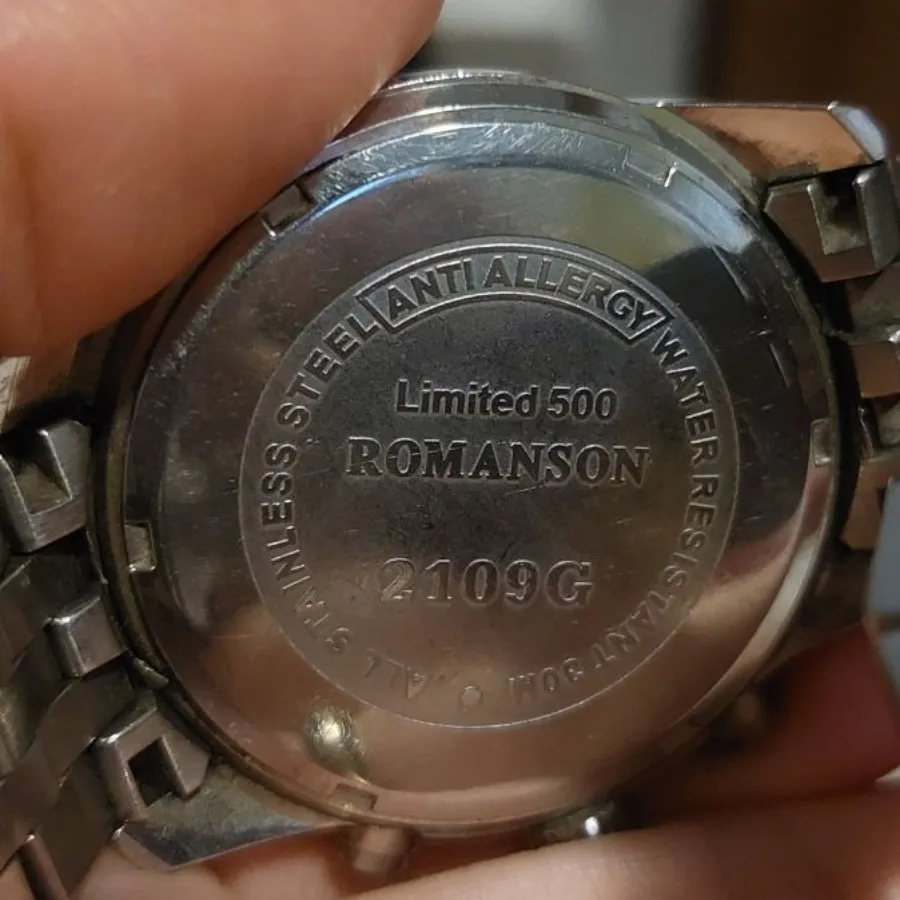 ALL STAINLESS STEEL ANTI ALLERGY WATER RESISTANT 30M
Limited 500
ROMANSON
2109G